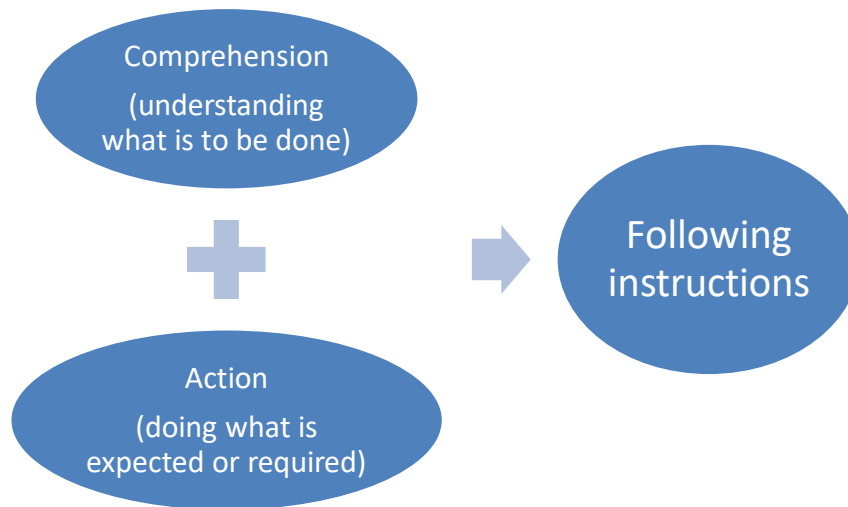 Comprehension
(understanding
what is to be done)
Action
(doing what is
expected or required)
Following
instructions